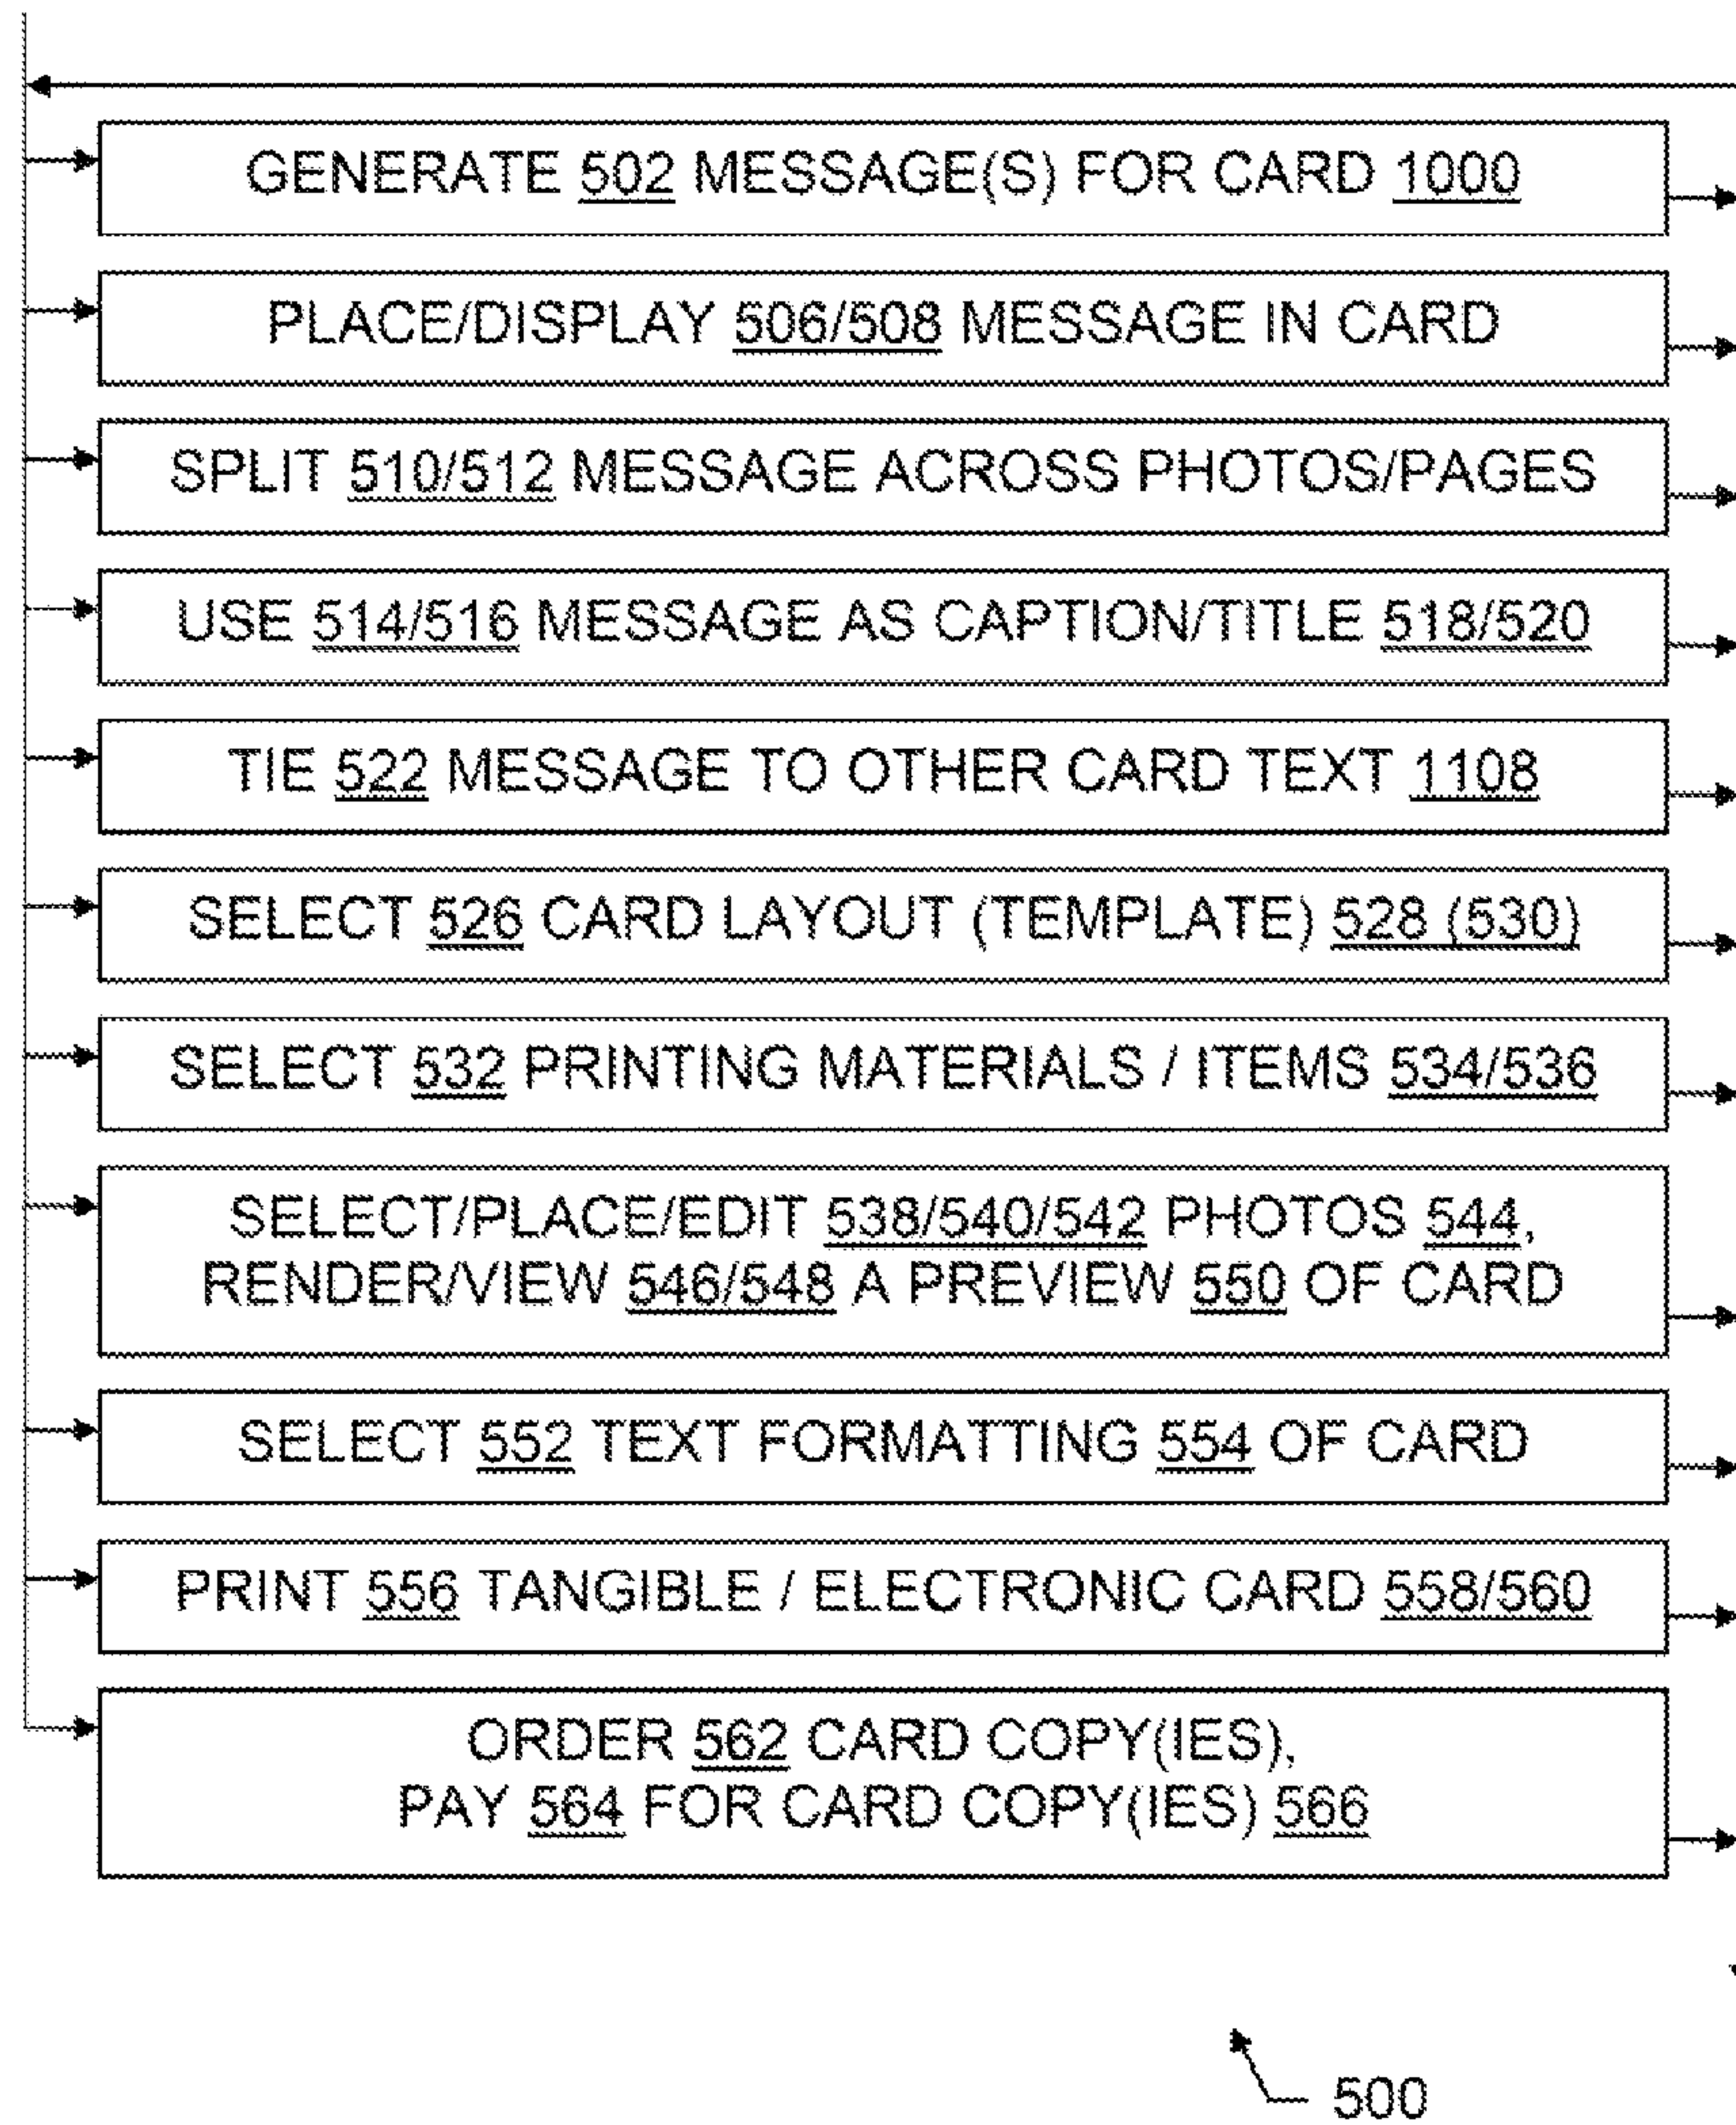 GENERATE 502 MESSAGE(S) FOR CARD 1000
PLACE/DISPLAY 506/508 MESSAGE IN CARD
SPLIT 510/512 MESSAGE ACROSS PHOTOS/PAGES
USE 514/516 MESSAGE AS CAPTION/TITLE 518/520
TIE 522 MESSAGE TO OTHER CARD TEXT 1108
SELECT 526 CARD LAYOUT (TEMPLATE) 528 (530)
SELECT 532 PRINTING MATERIALS / ITEMS 534/536
SELECT/PLACE/EDIT 538/540/542 PHOTOS 544,
RENDER/VIEW 546/548 A PREVIEW 550 OF CARD
SELECT 552 TEXT FORMATTING 554 OF CARD
PRINT 556 TANGIBLE / ELECTRONIC CARD 558/560
ORDER 562 CARD COPY(IES),
PAY 564 FOR CARD COPY(IES) 566
500